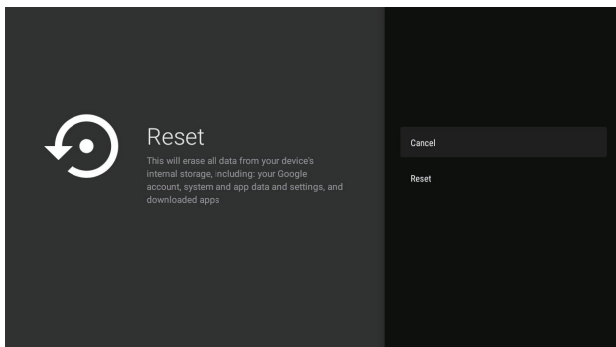 Reset
This will erase all data from your device's
internal storage, including: your Google
account, system and app data and settings, and
downloaded apps
Cancel
Reset